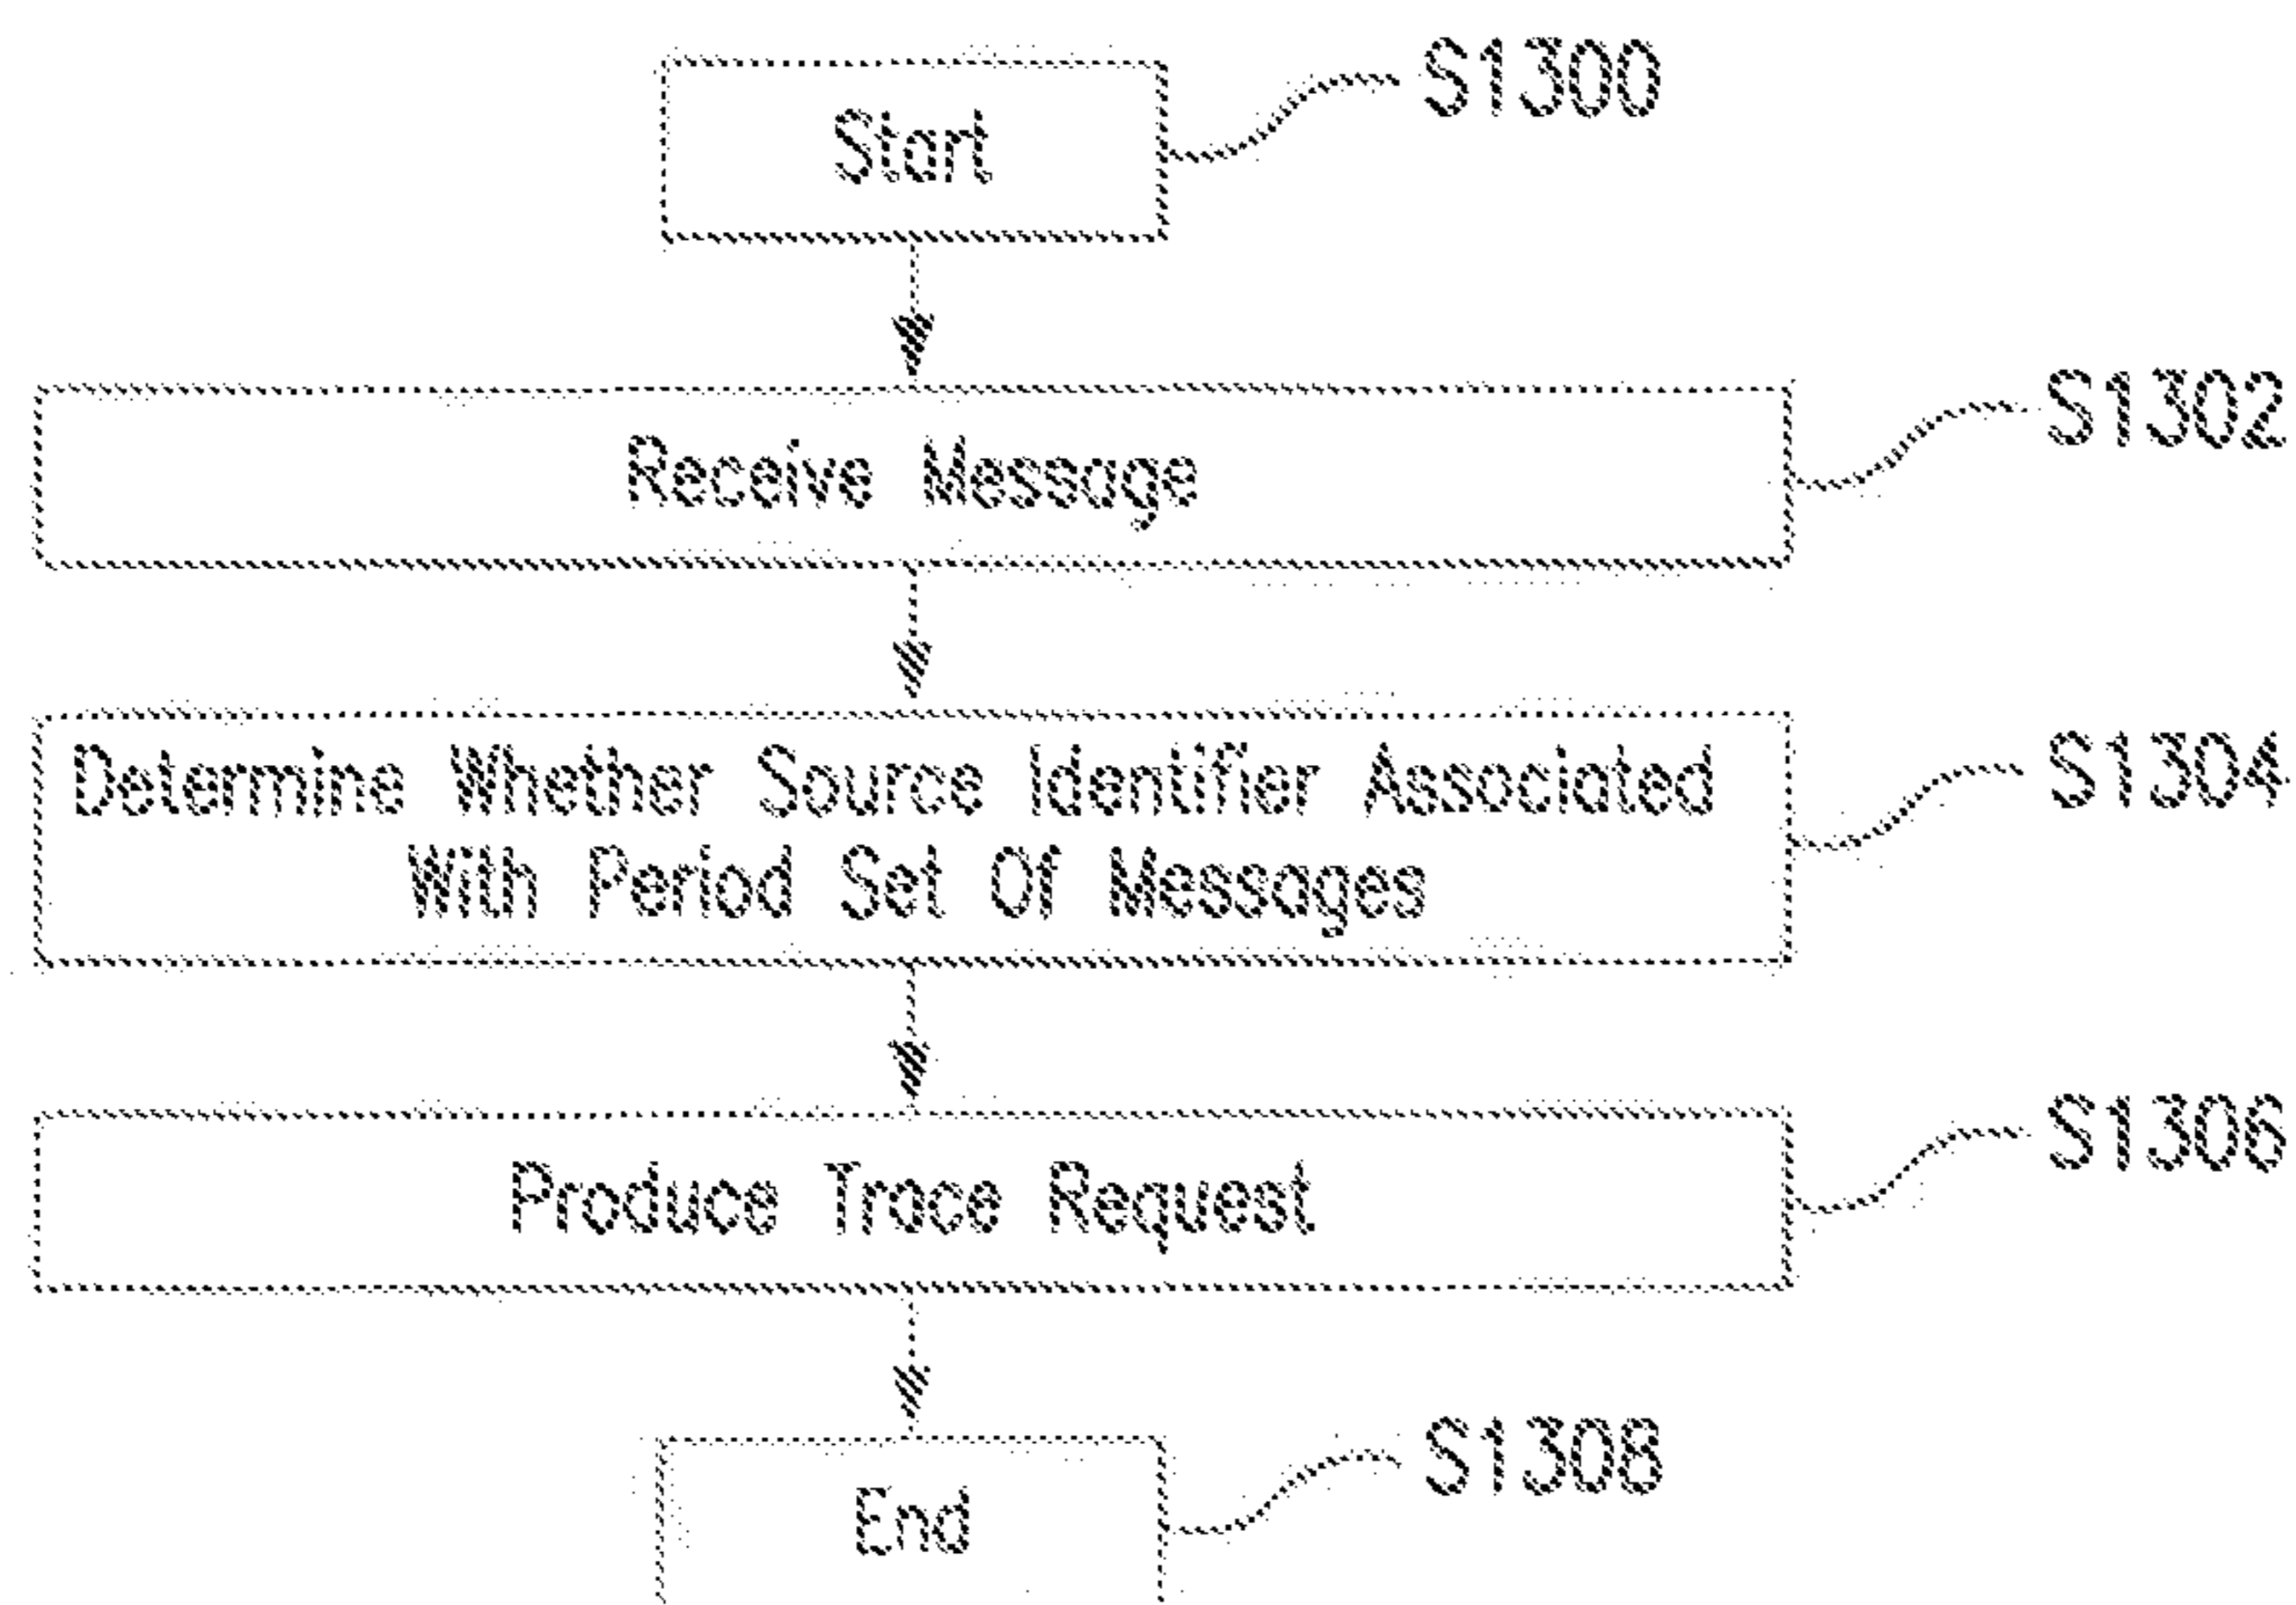 Start
S1300
Receive Message
S1302
Determine Whether Source Identifier Associated
With Period Set Of Messages
S1304
Produce Trace Request
S1306
End
S1308